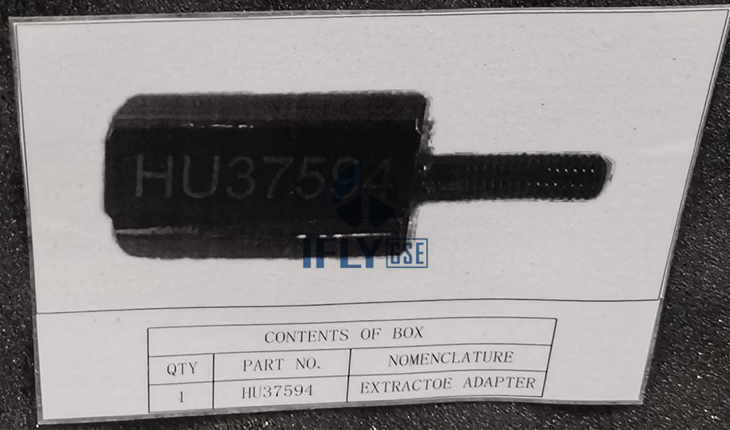 HU37594
IFLY GSE
CONTENTS OF BOX
QTY PART NO. NOMENCLATURE
1 HU37594 EXTRACTOE ADAPTER